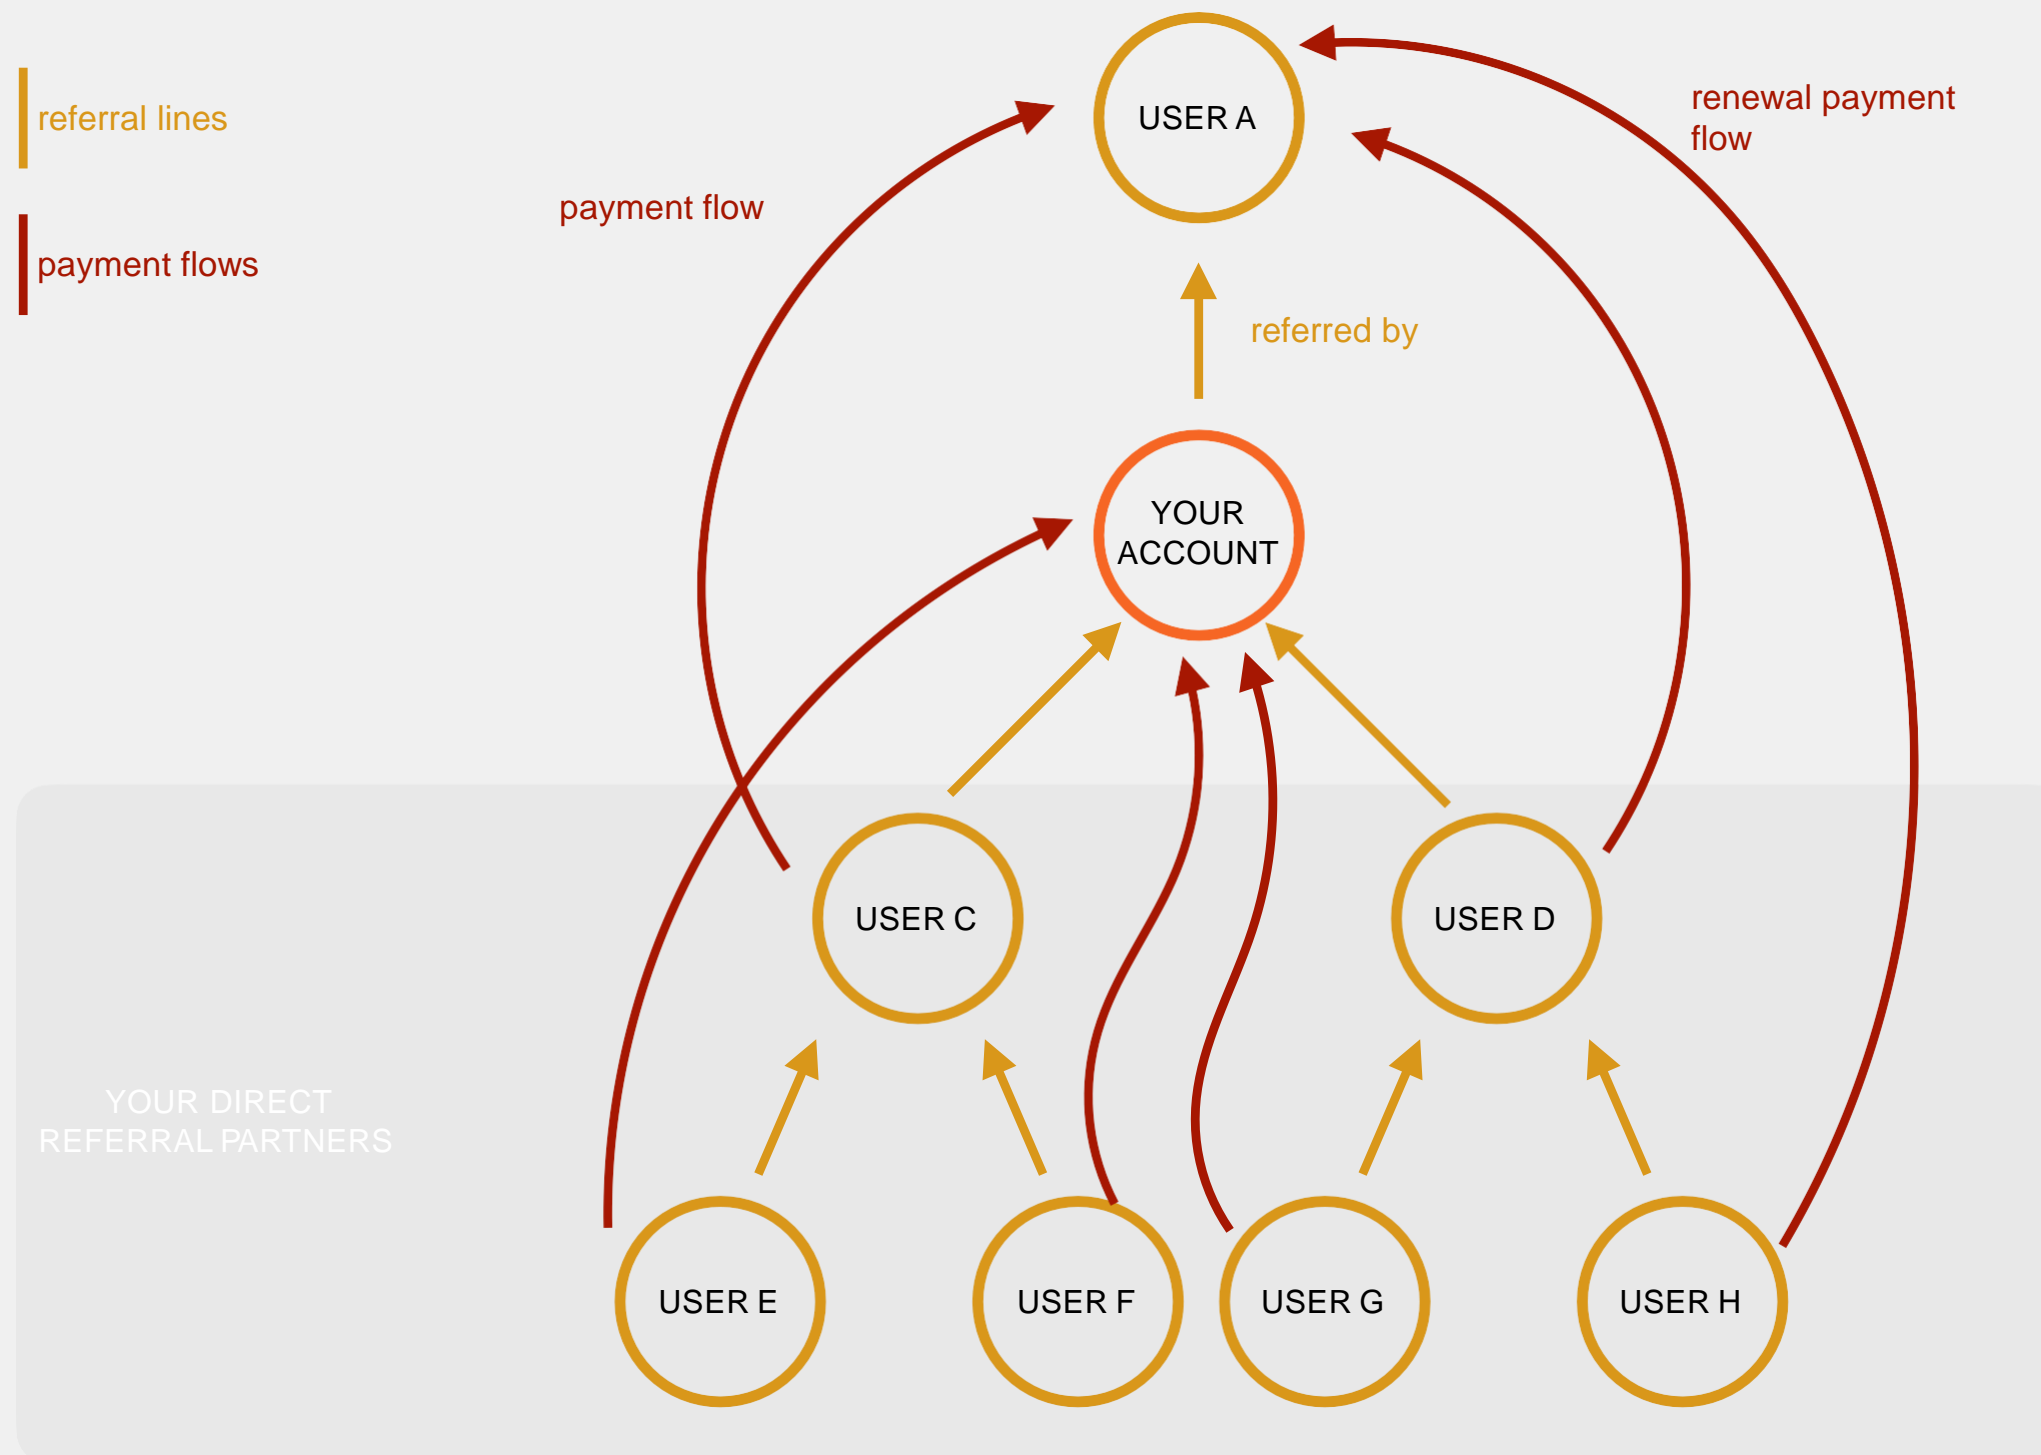 referral lines
payment flows
payment flow
USER A
renewal payment
flow
referred by
YOUR
ACCOUNT
USER C
USER D
YOUR DIRECT
REFERRAL PARTNERS
USER E
USER F
USER G
USER H